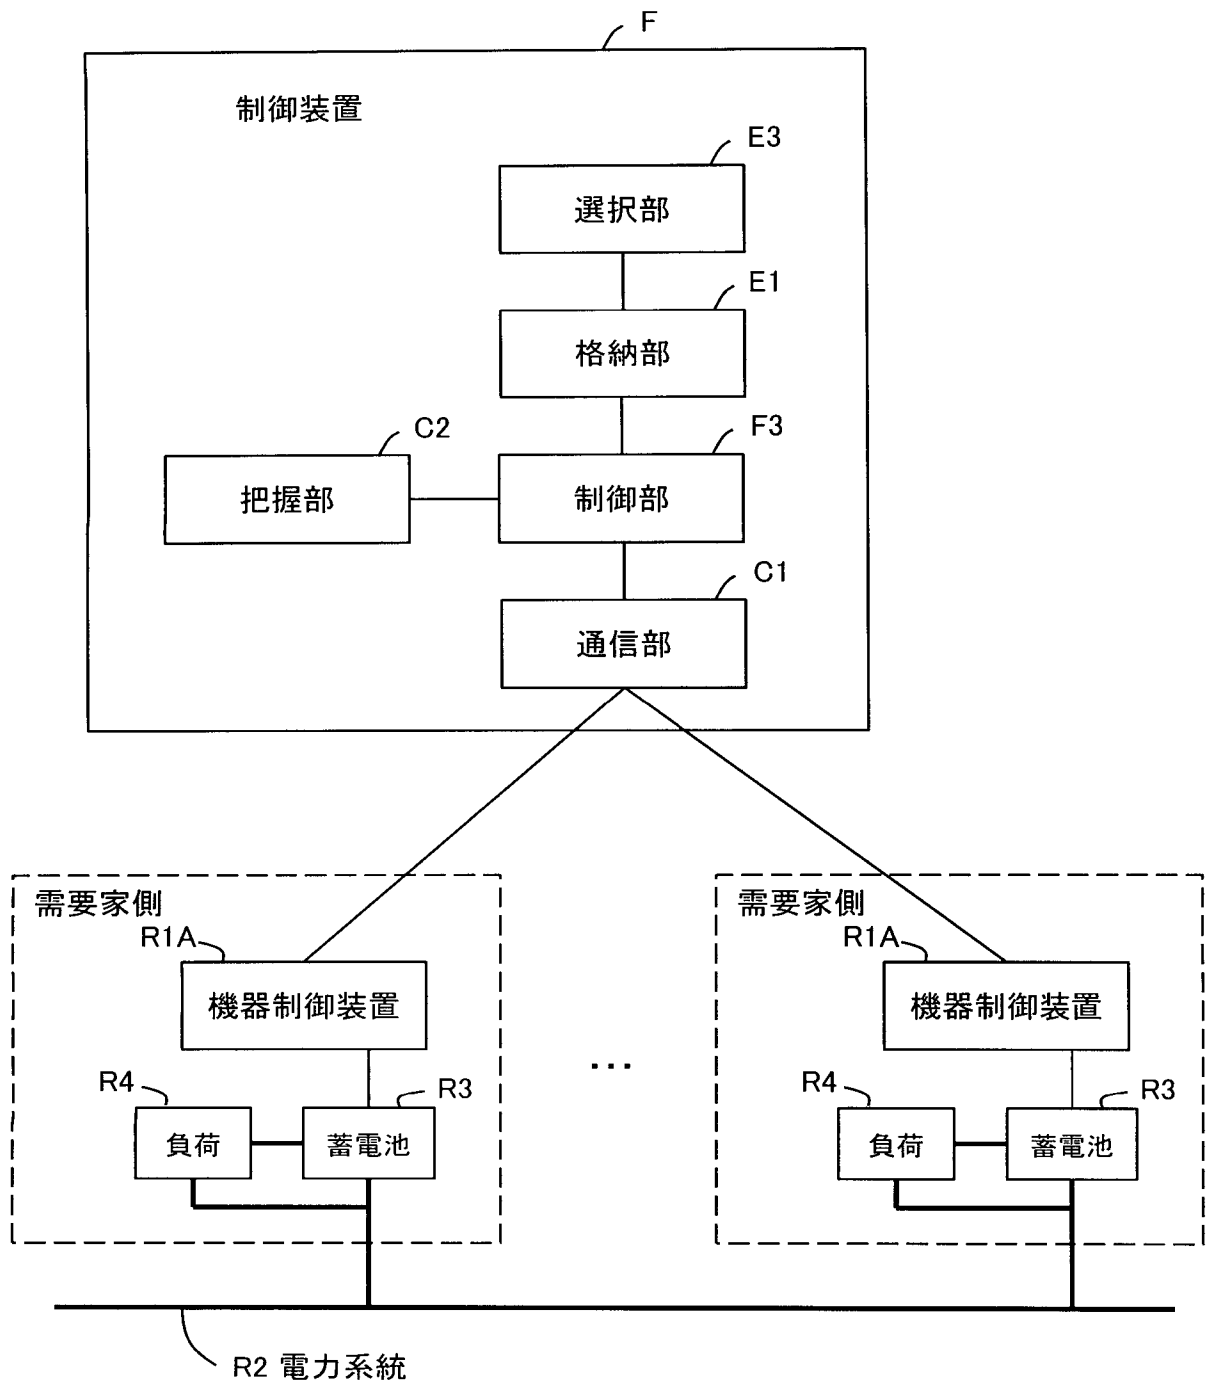 F
制御装置
E3
選択部
E1
格納部
C2
F3
把握部
制御部
C1
通信部
需要家側
R1A
機器制御装置
R4
R3
負荷
蓄電池
...
需要家側
R1A
機器制御装置
R4
R3
負荷
蓄電池
R2 電力系統